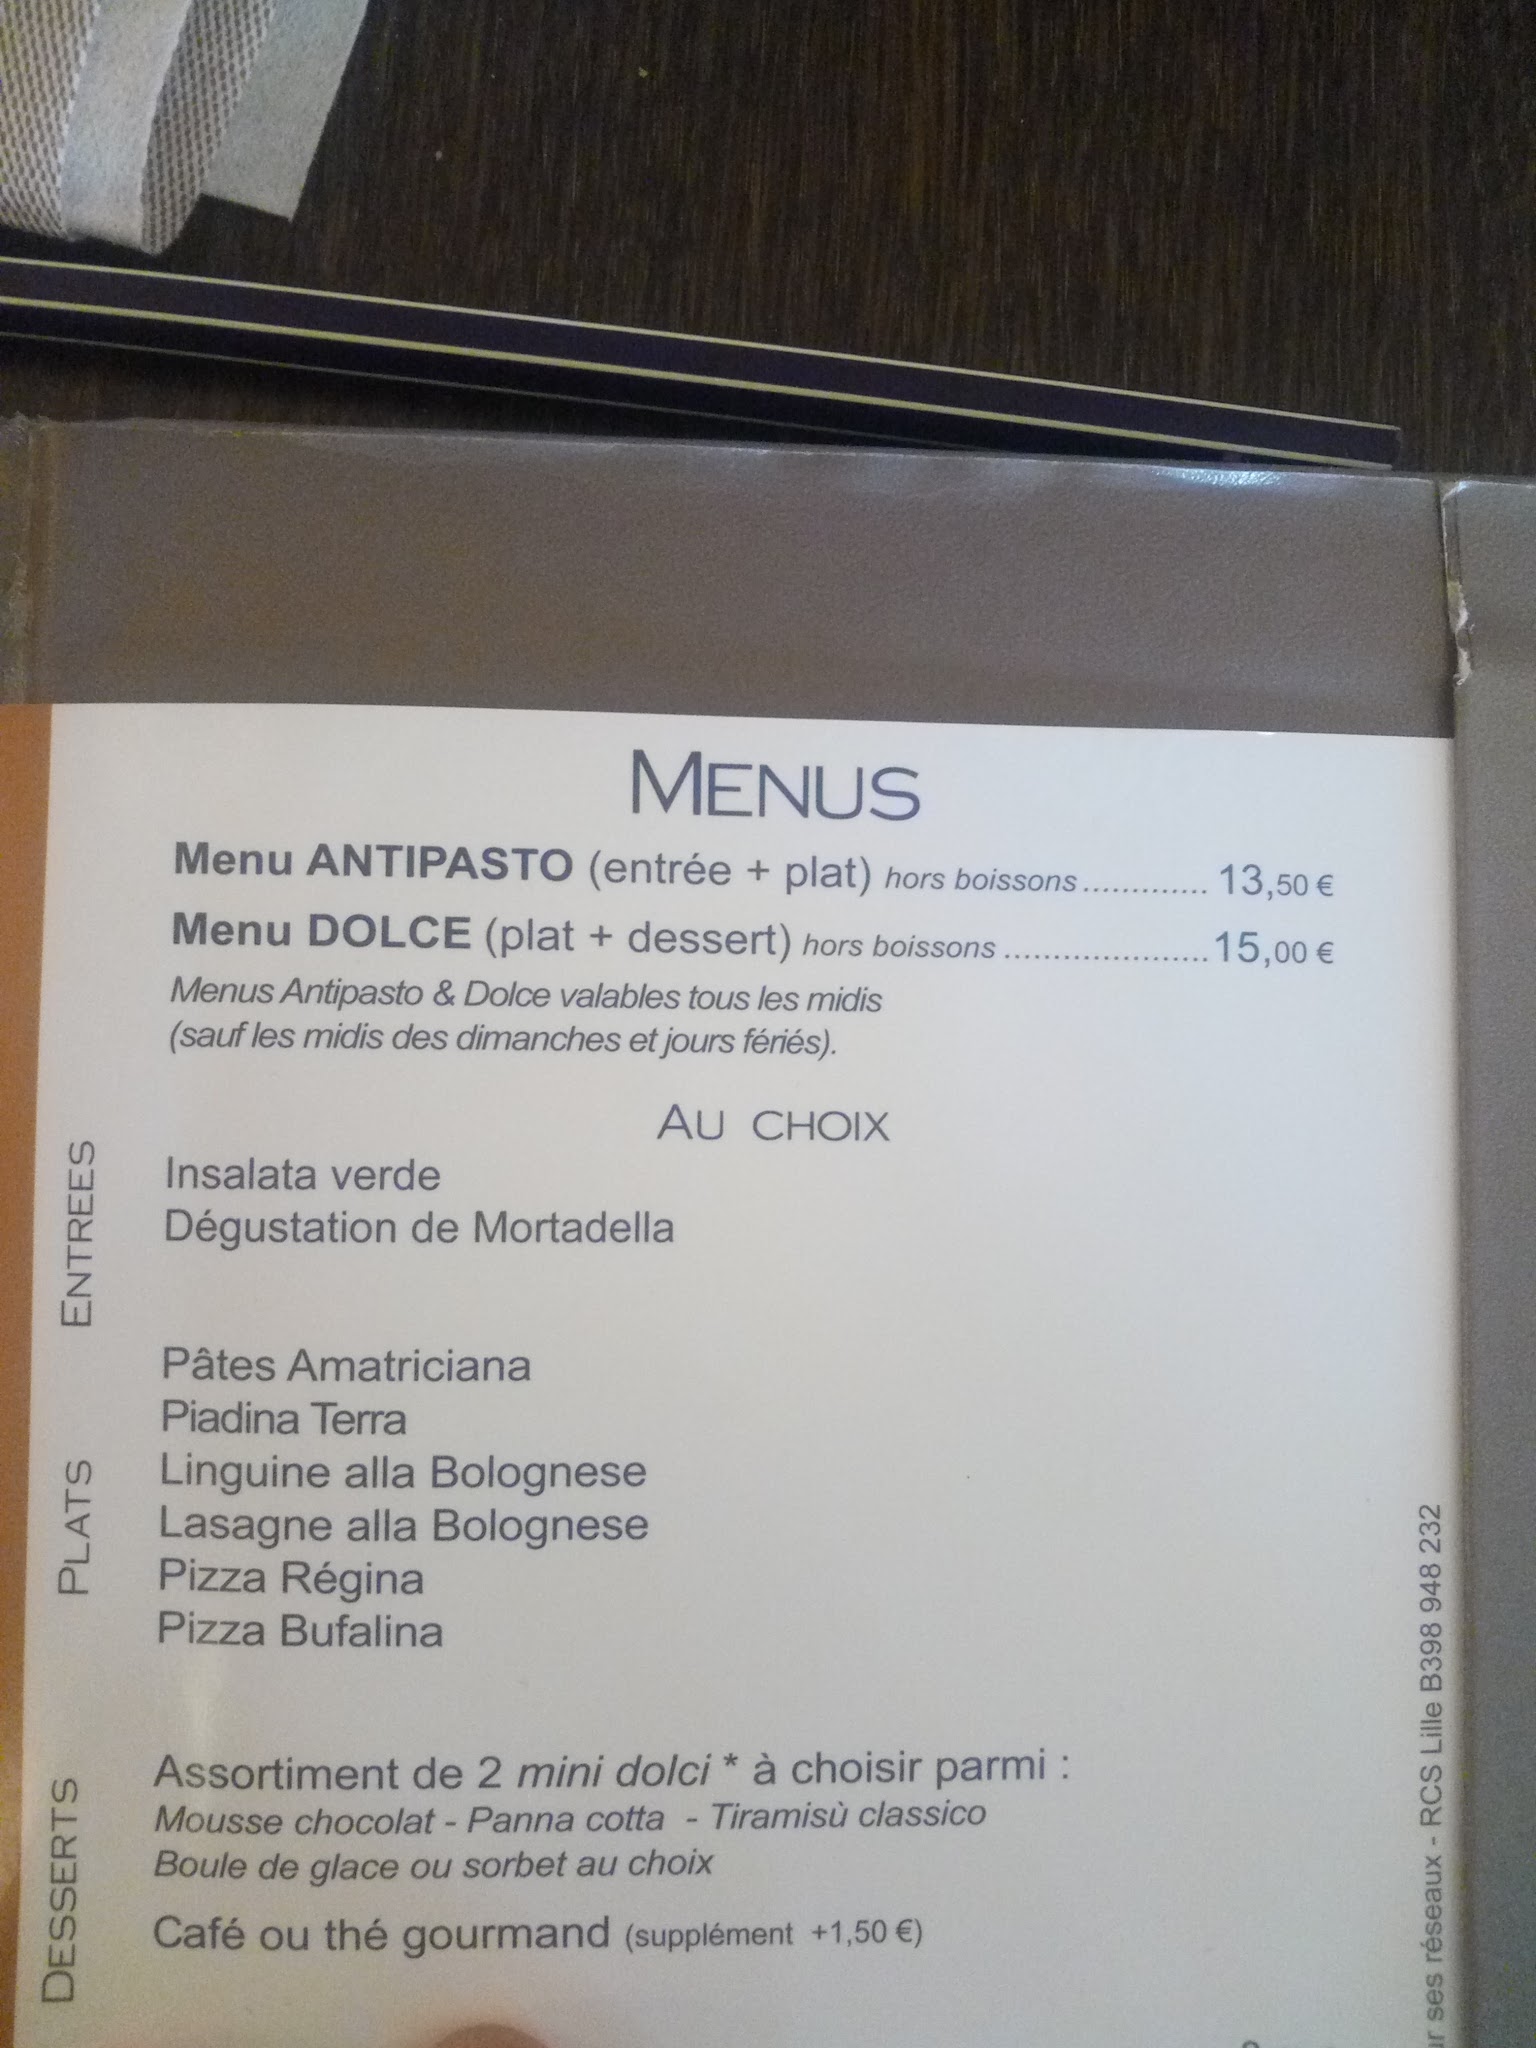 MENUS
Menu ANTIPASTO (entrée + plat) hors boissons ............. 13,50 €
Menu DOLCE (plat + dessert) hors boissons ..................... 15,00 €
Menus Antipasto & Dolce valables tous les midis
(sauf les midis des dimanches et jours fériés).
AU CHOIX
ENTREES
Insalata verde
Dégustation de Mortadella
PLATS
Pâtes Amatriciana
Piadina Terra
Linguine alla Bolognese
Lasagne alla Bolognese
Pizza Régina
Pizza Bufalina
DESSERTS
Assortiment de 2 mini dolci * à choisir parmi :
Mousse chocolat - Panna cotta - Tiramisù classico
Boule de glace ou sorbet au choix
Café ou thé gourmand (supplément +1,50 €)
ses réseaux - RCS Lille B398 948 232